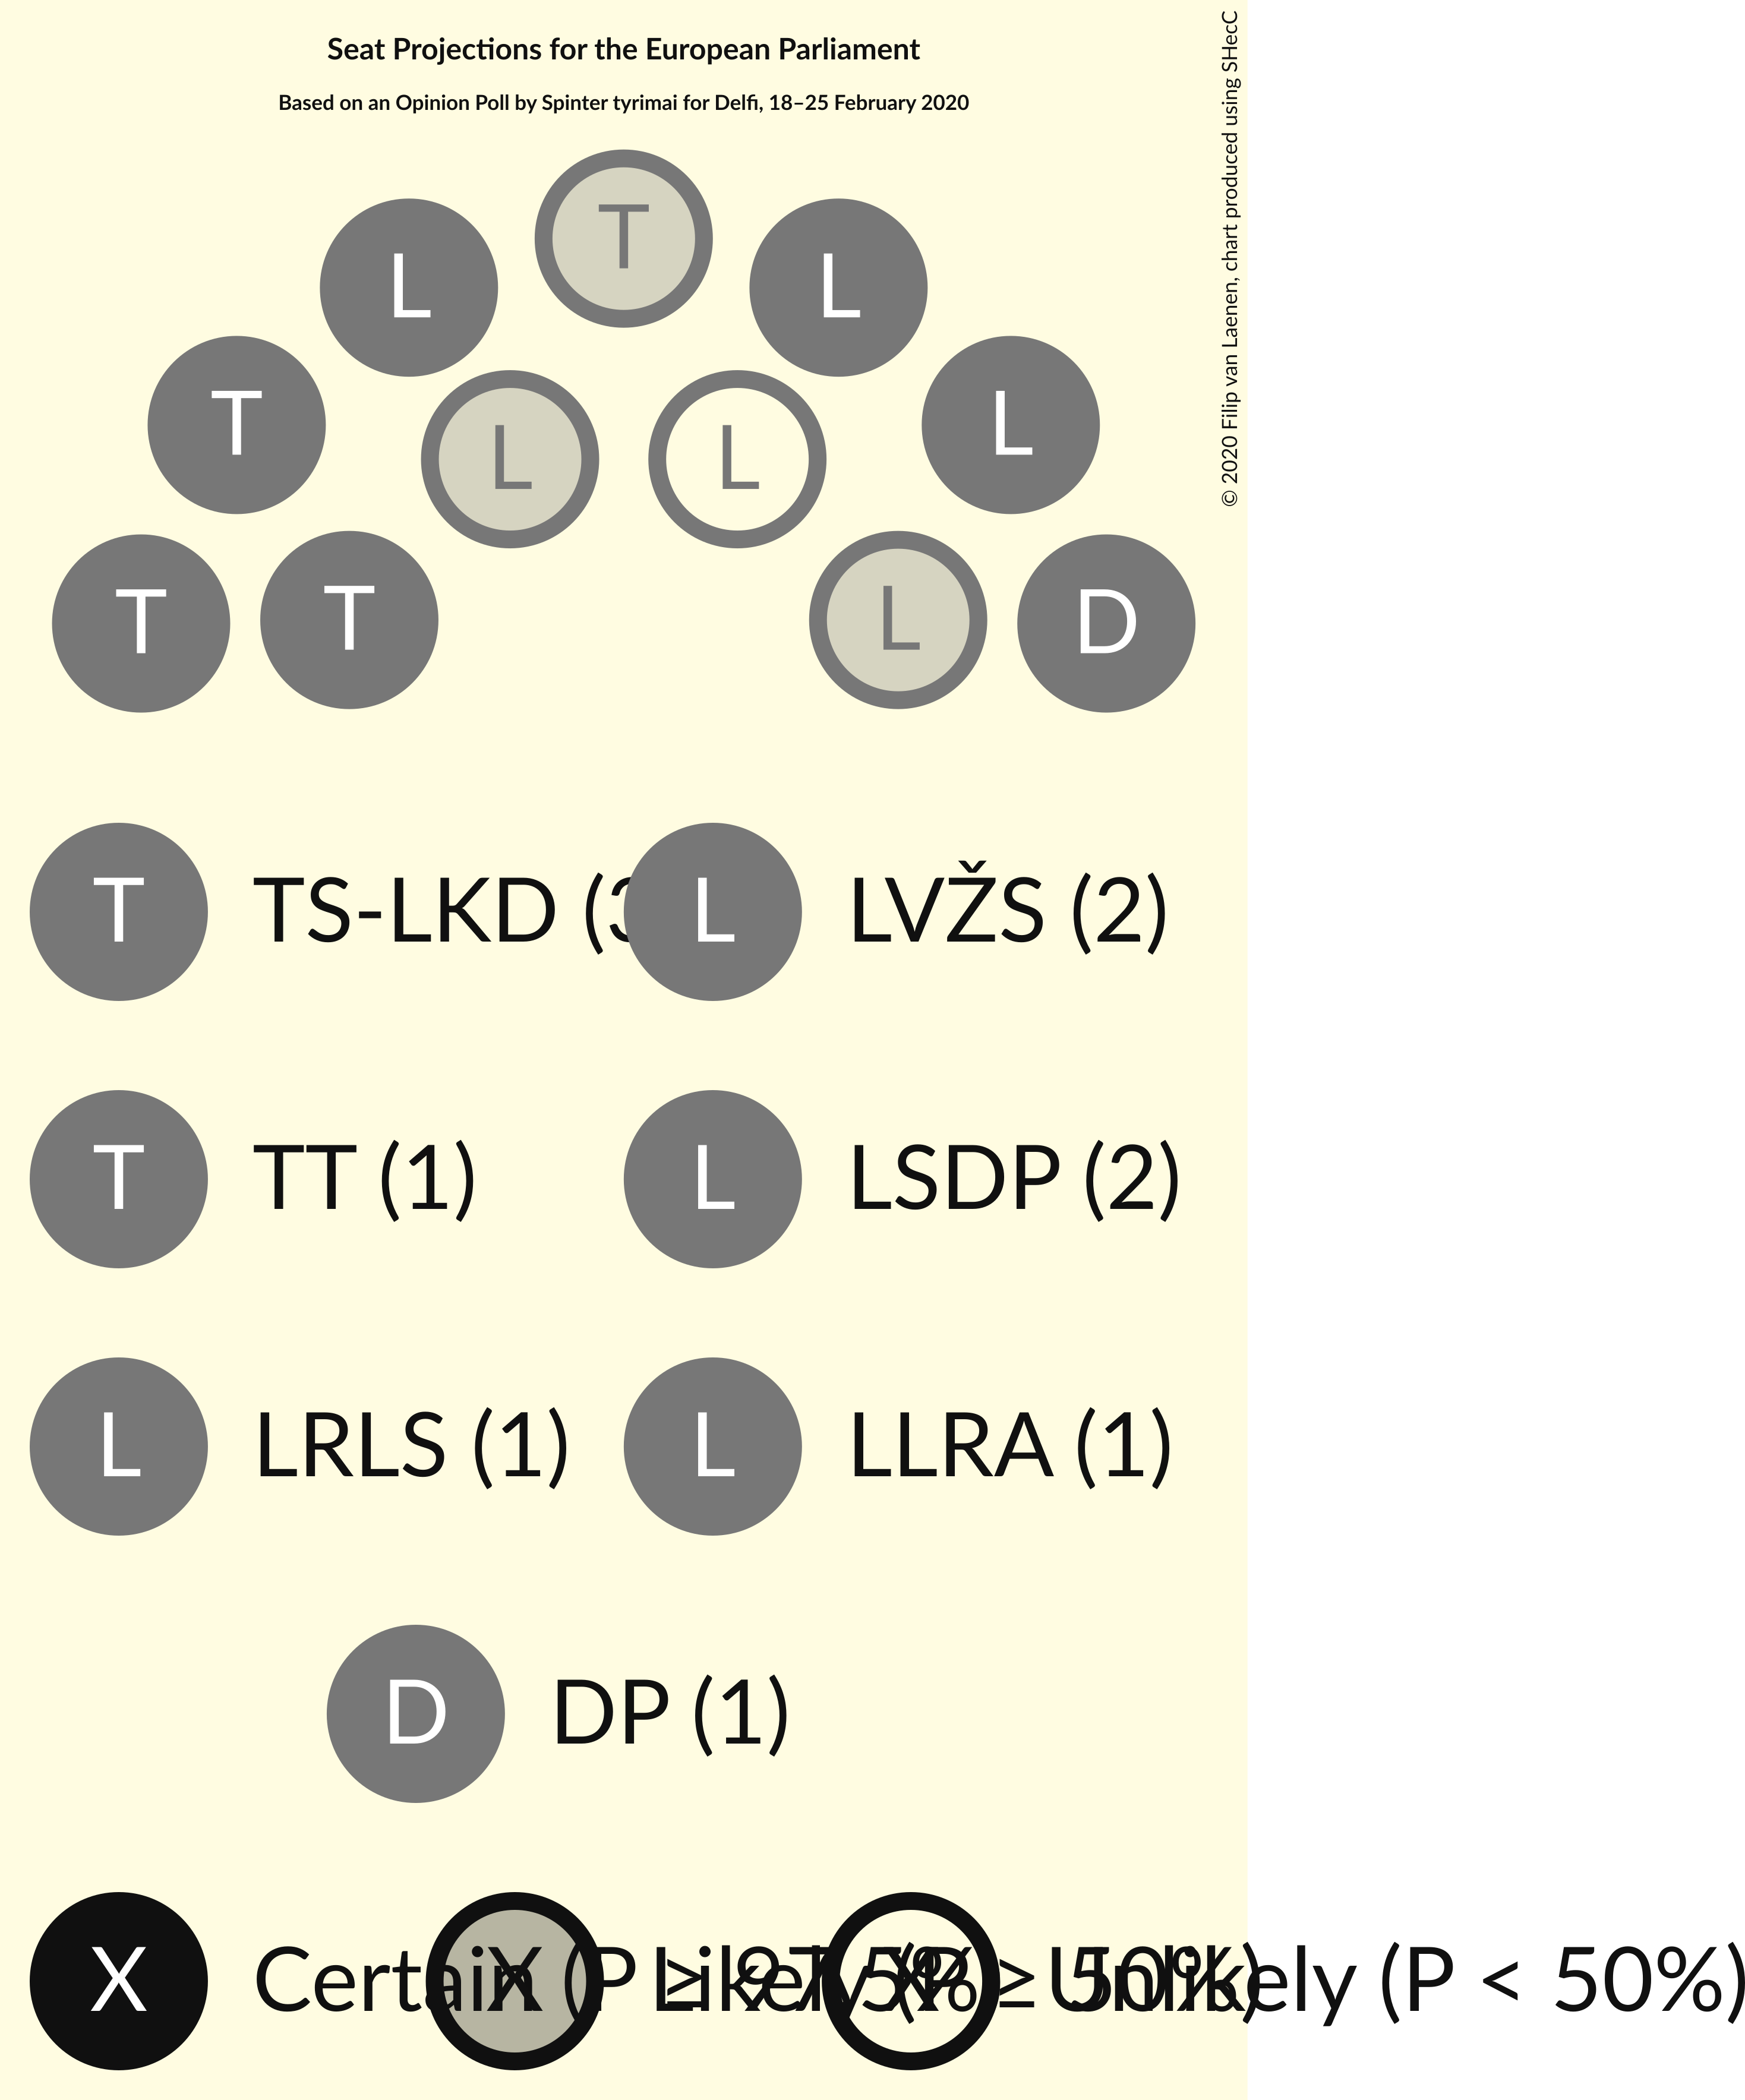 Seat Projections for the European Parliament
Based on an Opinion Poll by Spinter tyrimai for Delfi, 18–25 February 2020
© 2020 Filip van Laenen, chart produced using SHecC
T
L L
T L
L L
T T L D
T TS-LKD (3 L LVŽS (2)
T TT (1) L LSDP (2)
L LRLS (1) L LLRA (1)
D DP (1)
X Certain (P ≥ 97.5% X Likely (P ≥ 50%) X Unlikely (P < 50%)